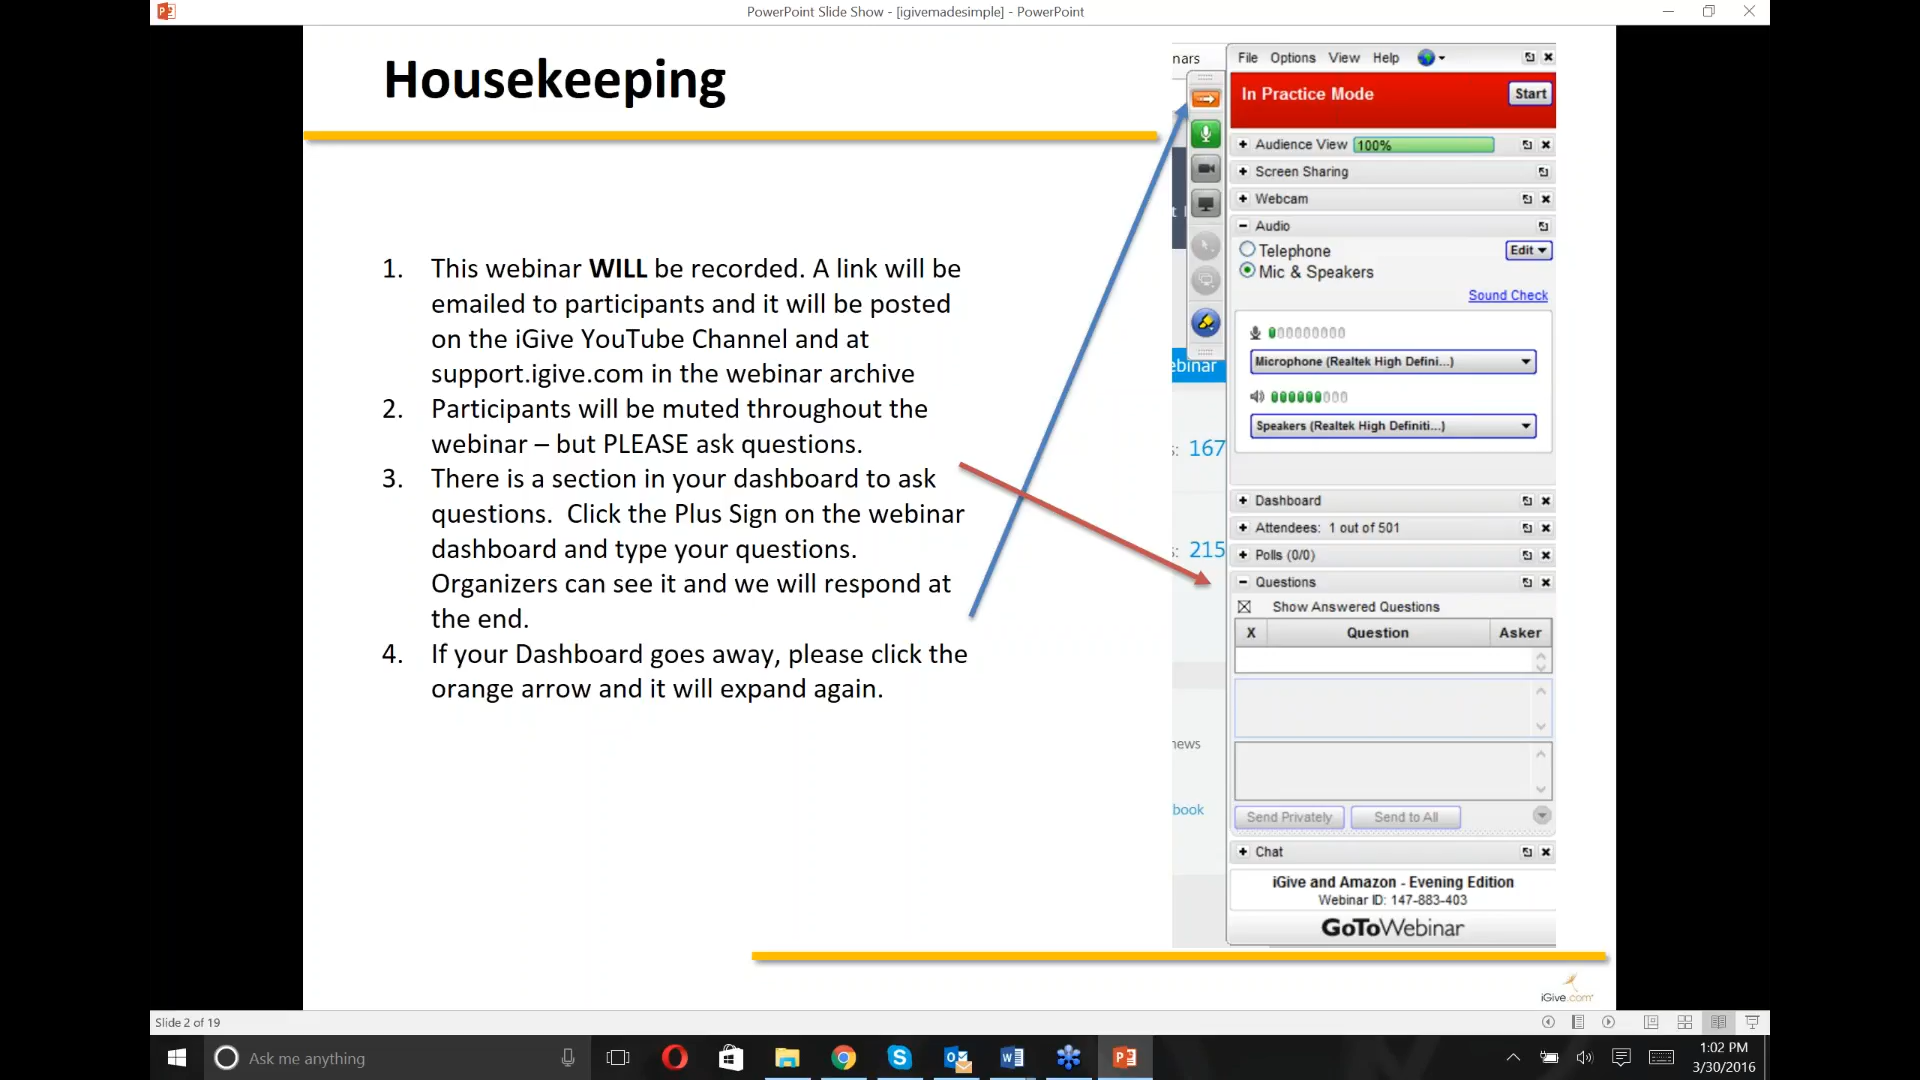 PowerPoint Slide Show - [igivemadesimple] - PowerPoint
Housekeeping
1. This webinar WILL be recorded. A link will be
emailed to participants and it will be posted
on the iGive YouTube Channel and at
support.igive.com in the webinar archive
2. Participants will be muted throughout the
webinar – but PLEASE ask questions.
3. There is a section in your dashboard to ask
questions.  Click the Plus Sign on the webinar
dashboard and type your questions.
Organizers can see it and we will respond at
the end.
4. If your Dashboard goes away, please click the
orange arrow and it will expand again.
nars
ebinar
167
215
news
book
File Options View Help
In Practice Mode Start
Audience View 100%
Screen Sharing
Webcam
Audio
Telephone Edit
Mic & Speakers
Sound Check
Microphone (Realtek High Defini...)
Speakers (Realtek High Definiti...)
Dashboard
Attendees: 1 out of 501
Polls (0/0)
Questions
Show Answered Questions
X Question Asker
Send Privately Send to All
Chat
iGive and Amazon - Evening Edition
Webinar ID: 147-883-403
GoToWebinar
iGive.com
Slide 2 of 19
Ask me anything
1:02 PM
3/30/2016